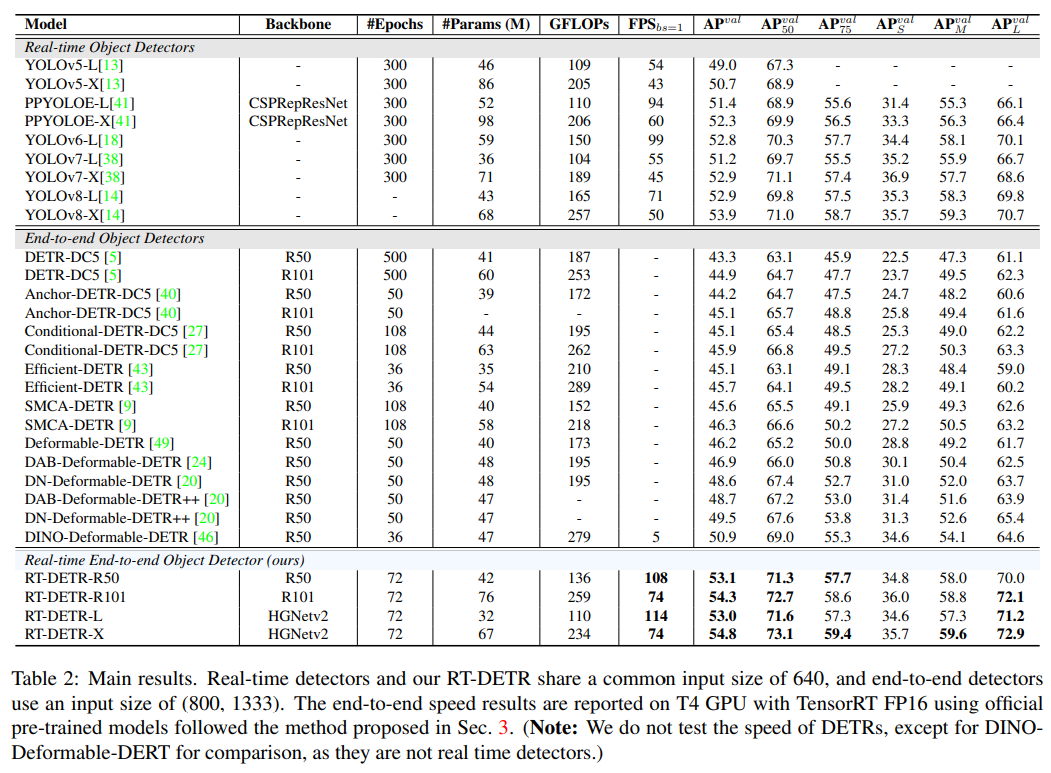 Model Backbone #Epochs #Params (M) GFLOPs FPS_{bs=1} AP^{val} AP^{val}_{50} AP^{val}_{75} AP^{val}_{S} AP^{val}_{M} AP^{val}_{L}
Real-time Object Detectors
YOLOv5-L[13] - 300 46 109 54 49.0 67.3 - - - -
YOLOv5-X[13] - 300 86 205 43 50.7 68.9 - - - -
PPYOLOE-L[41] CSPRepResNet 300 52 110 94 51.4 68.9 55.6 31.4 55.3 66.1
PPYOLOE-X[41] CSPRepResNet 300 98 206 60 52.3 69.9 56.5 33.3 56.3 66.4
YOLOv6-L[18] - 300 59 150 99 52.8 70.3 57.7 34.4 58.1 70.1
YOLOv7-L[38] - 300 36 104 55 51.2 69.7 55.5 35.2 55.9 66.7
YOLOv7-X[38] - 300 71 189 45 52.9 71.1 57.4 36.9 57.7 68.6
YOLOv8-L[14] - - 43 165 71 52.9 69.8 57.5 35.3 58.3 69.8
YOLOv8-X[14] - - 68 257 50 53.9 71.0 58.7 35.7 59.3 70.7
End-to-end Object Detectors
DETR-DC5 [5] R50 500 41 187 - 43.3 63.1 45.9 22.5 47.3 61.1
DETR-DC5 [5] R101 500 60 253 - 44.9 64.7 47.7 23.7 49.5 62.3
Anchor-DETR-DC5 [40] R50 50 39 172 - 44.2 64.7 47.5 24.7 48.2 60.6
Anchor-DETR-DC5 [40] R101 50 - - - 45.1 65.7 48.8 25.8 49.4 61.6
Conditional-DETR-DC5 [27] R50 108 44 195 - 45.1 65.4 48.5 25.3 49.0 62.2
Conditional-DETR-DC5 [27] R101 108 63 262 - 45.9 66.8 49.5 27.2 50.3 63.3
Efficient-DETR [43] R50 36 35 210 - 45.1 63.1 49.1 28.3 48.4 59.0
Efficient-DETR [43] R101 36 54 289 - 45.7 64.1 49.5 28.2 49.1 60.2
SMCA-DETR [9] R50 108 40 152 - 45.6 65.5 49.1 25.9 49.3 62.6
SMCA-DETR [9] R101 108 58 218 - 46.3 66.6 50.2 27.2 50.5 63.2
Deformable-DETR [49] R50 50 40 173 - 46.2 65.2 50.0 28.8 49.2 61.7
DAB-Deformable-DETR [24] R50 50 48 195 - 46.9 66.0 50.8 30.1 50.4 62.5
DN-Deformable-DETR [20] R50 50 48 195 - 48.6 67.4 52.7 31.0 52.0 63.7
DAB-Deformable-DETR++ [20] R50 50 47 - - 48.7 67.2 53.0 31.4 51.6 63.9
DN-Deformable-DETR++ [20] R50 50 47 - - 49.5 67.6 53.8 31.3 52.6 65.4
DINO-Deformable-DETR [46] R50 36 47 279 5 50.9 69.0 55.3 34.6 54.1 64.6
Real-time End-to-end Object Detector (ours)
RT-DETR-R50 R50 72 42 136 108 53.1 71.3 57.7 34.8 58.0 70.0
RT-DETR-R101 R101 72 76 259 74 54.3 72.7 58.6 36.0 58.8 72.1
RT-DETR-L HGNetv2 72 32 110 114 53.0 71.6 57.3 34.6 57.3 71.2
RT-DETR-X HGNetv2 72 67 234 74 54.8 73.1 59.4 35.7 59.6 72.9
Table 2: Main results. Real-time detectors and our RT-DETR share a common input size of 640, and end-to-end detectors
use an input size of (800, 1333). The end-to-end speed results are reported on T4 GPU with TensorRT FP16 using official
pre-trained models followed the method proposed in Sec. 3. (Note: We do not test the speed of DETRs, except for DINO-
Deformable-DERT for comparison, as they are not real time detectors.)